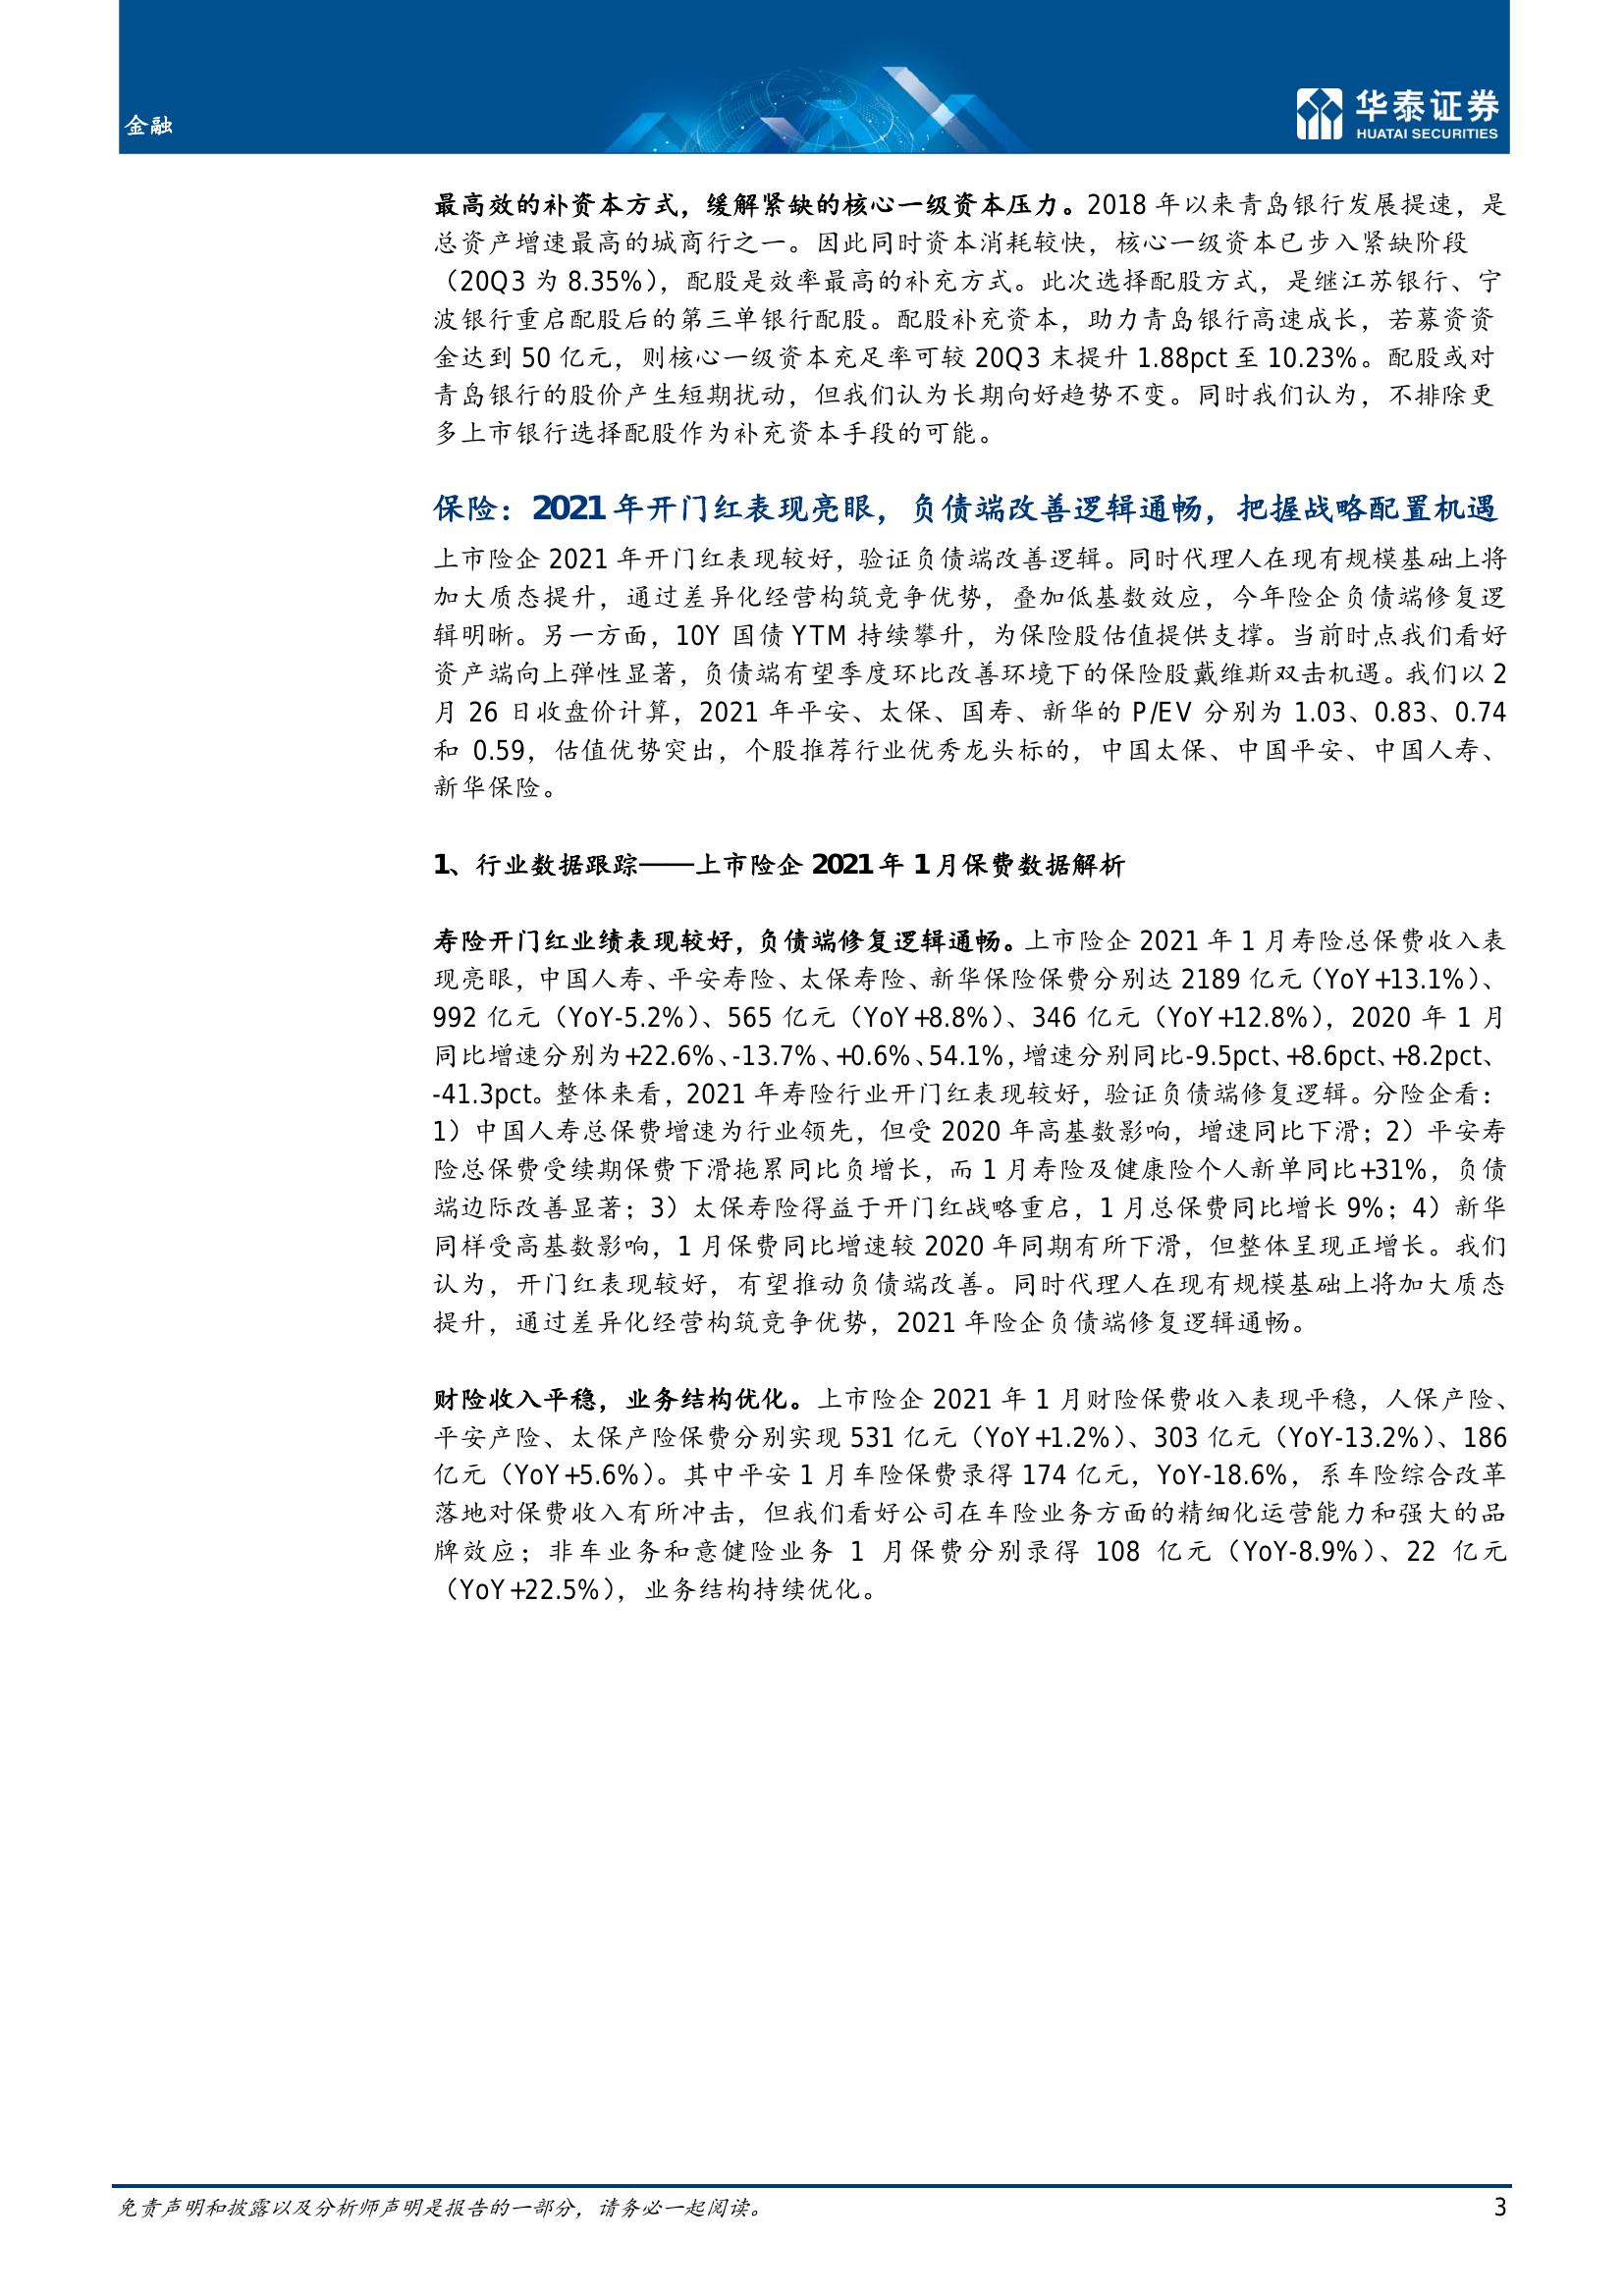 金融
华泰证券
HUATAI SECURITIES
最高效的补资本方式，缓解紧缺的核心一级资本压力。2018 年以来青岛银行发展提速，是
总资产增速最高的城商行之一。因此同时资本消耗较快，核心一级资本已步入紧缺阶段
（20Q3 为 8.35%），配股是效率最高的补充方式。此次选择配股方式，是继江苏银行、宁
波银行重启配股后的第三单银行配股。配股补充资本，助力青岛银行高速成长，若募资资
金达到 50 亿元，则核心一级资本充足率可较 20Q3 末提升 1.88pct 至 10.23%。配股或对
青岛银行的股价产生短期扰动，但我们认为长期向好趋势不变。同时我们认为，不排除更
多上市银行选择配股作为补充资本手段的可能。
保险：2021 年开门红表现亮眼，负债端改善逻辑通畅，把握战略配置机遇
上市险企 2021 年开门红表现较好，验证负债端改善逻辑。同时代理人在现有规模基础上将
加大质态提升，通过差异化经营构筑竞争优势，叠加低基数效应，今年险企负债端修复逻
辑明晰。另一方面，10Y 国债 YTM 持续攀升，为保险股估值提供支撑。当前时点我们看好
资产端向上弹性显著，负债端有望季度环比改善环境下的保险股戴维斯双击机遇。我们以 2
月 26 日收盘价计算，2021 年平安、太保、国寿、新华的 P/EV 分别为 1.03、0.83、0.74
和 0.59，估值优势突出，个股推荐行业优秀龙头标的，中国太保、中国平安、中国人寿、
新华保险。
1、行业数据跟踪——上市险企 2021 年 1 月保费数据解析
寿险开门红业绩表现较好，负债端修复逻辑通畅。上市险企 2021 年 1 月寿险总保费收入表
现亮眼，中国人寿、平安寿险、太保寿险、新华保险保费分别达 2189 亿元（YoY+13.1%）、
992 亿元（YoY-5.2%）、565 亿元（YoY+8.8%）、346 亿元（YoY+12.8%），2020 年 1 月
同比增速分别为+22.6%、-13.7%、+0.6%、54.1%，增速分别同比-9.5pct、+8.6pct、+8.2pct、
-41.3pct。整体来看，2021 年寿险行业开门红表现较好，验证负债端修复逻辑。分险企看：
1）中国人寿总保费增速为行业领先，但受 2020 年高基数影响，增速同比下滑；2）平安寿
险总保费受续期保费下滑拖累同比负增长，而 1 月寿险及健康险个人新单同比+31%，负债
端边际改善显著；3）太保寿险得益于开门红战略重启，1 月总保费同比增长 9%；4）新华
同样受高基数影响，1 月保费同比增速较 2020 年同期有所下滑，但整体呈现正增长。我们
认为，开门红表现较好，有望推动负债端改善。同时代理人在现有规模基础上将加大质态
提升，通过差异化经营构筑竞争优势，2021 年险企负债端修复逻辑通畅。
财险收入平稳，业务结构优化。上市险企 2021 年 1 月财险保费收入表现平稳，人保产险、
平安产险、太保产险保费分别实现 531 亿元（YoY+1.2%）、303 亿元（YoY-13.2%）、186
亿元（YoY+5.6%）。其中平安 1 月车险保费录得 174 亿元，YoY-18.6%，系车险综合改革
落地对保费收入有所冲击，但我们看好公司在车险业务方面的精细化运营能力和强大的品
牌效应；非车业务和意健险业务 1 月保费分别录得 108 亿元（YoY-8.9%）、22 亿元
（YoY+22.5%），业务结构持续优化。
免责声明和披露以及分析师声明是报告的一部分，请务必一起阅读。
3